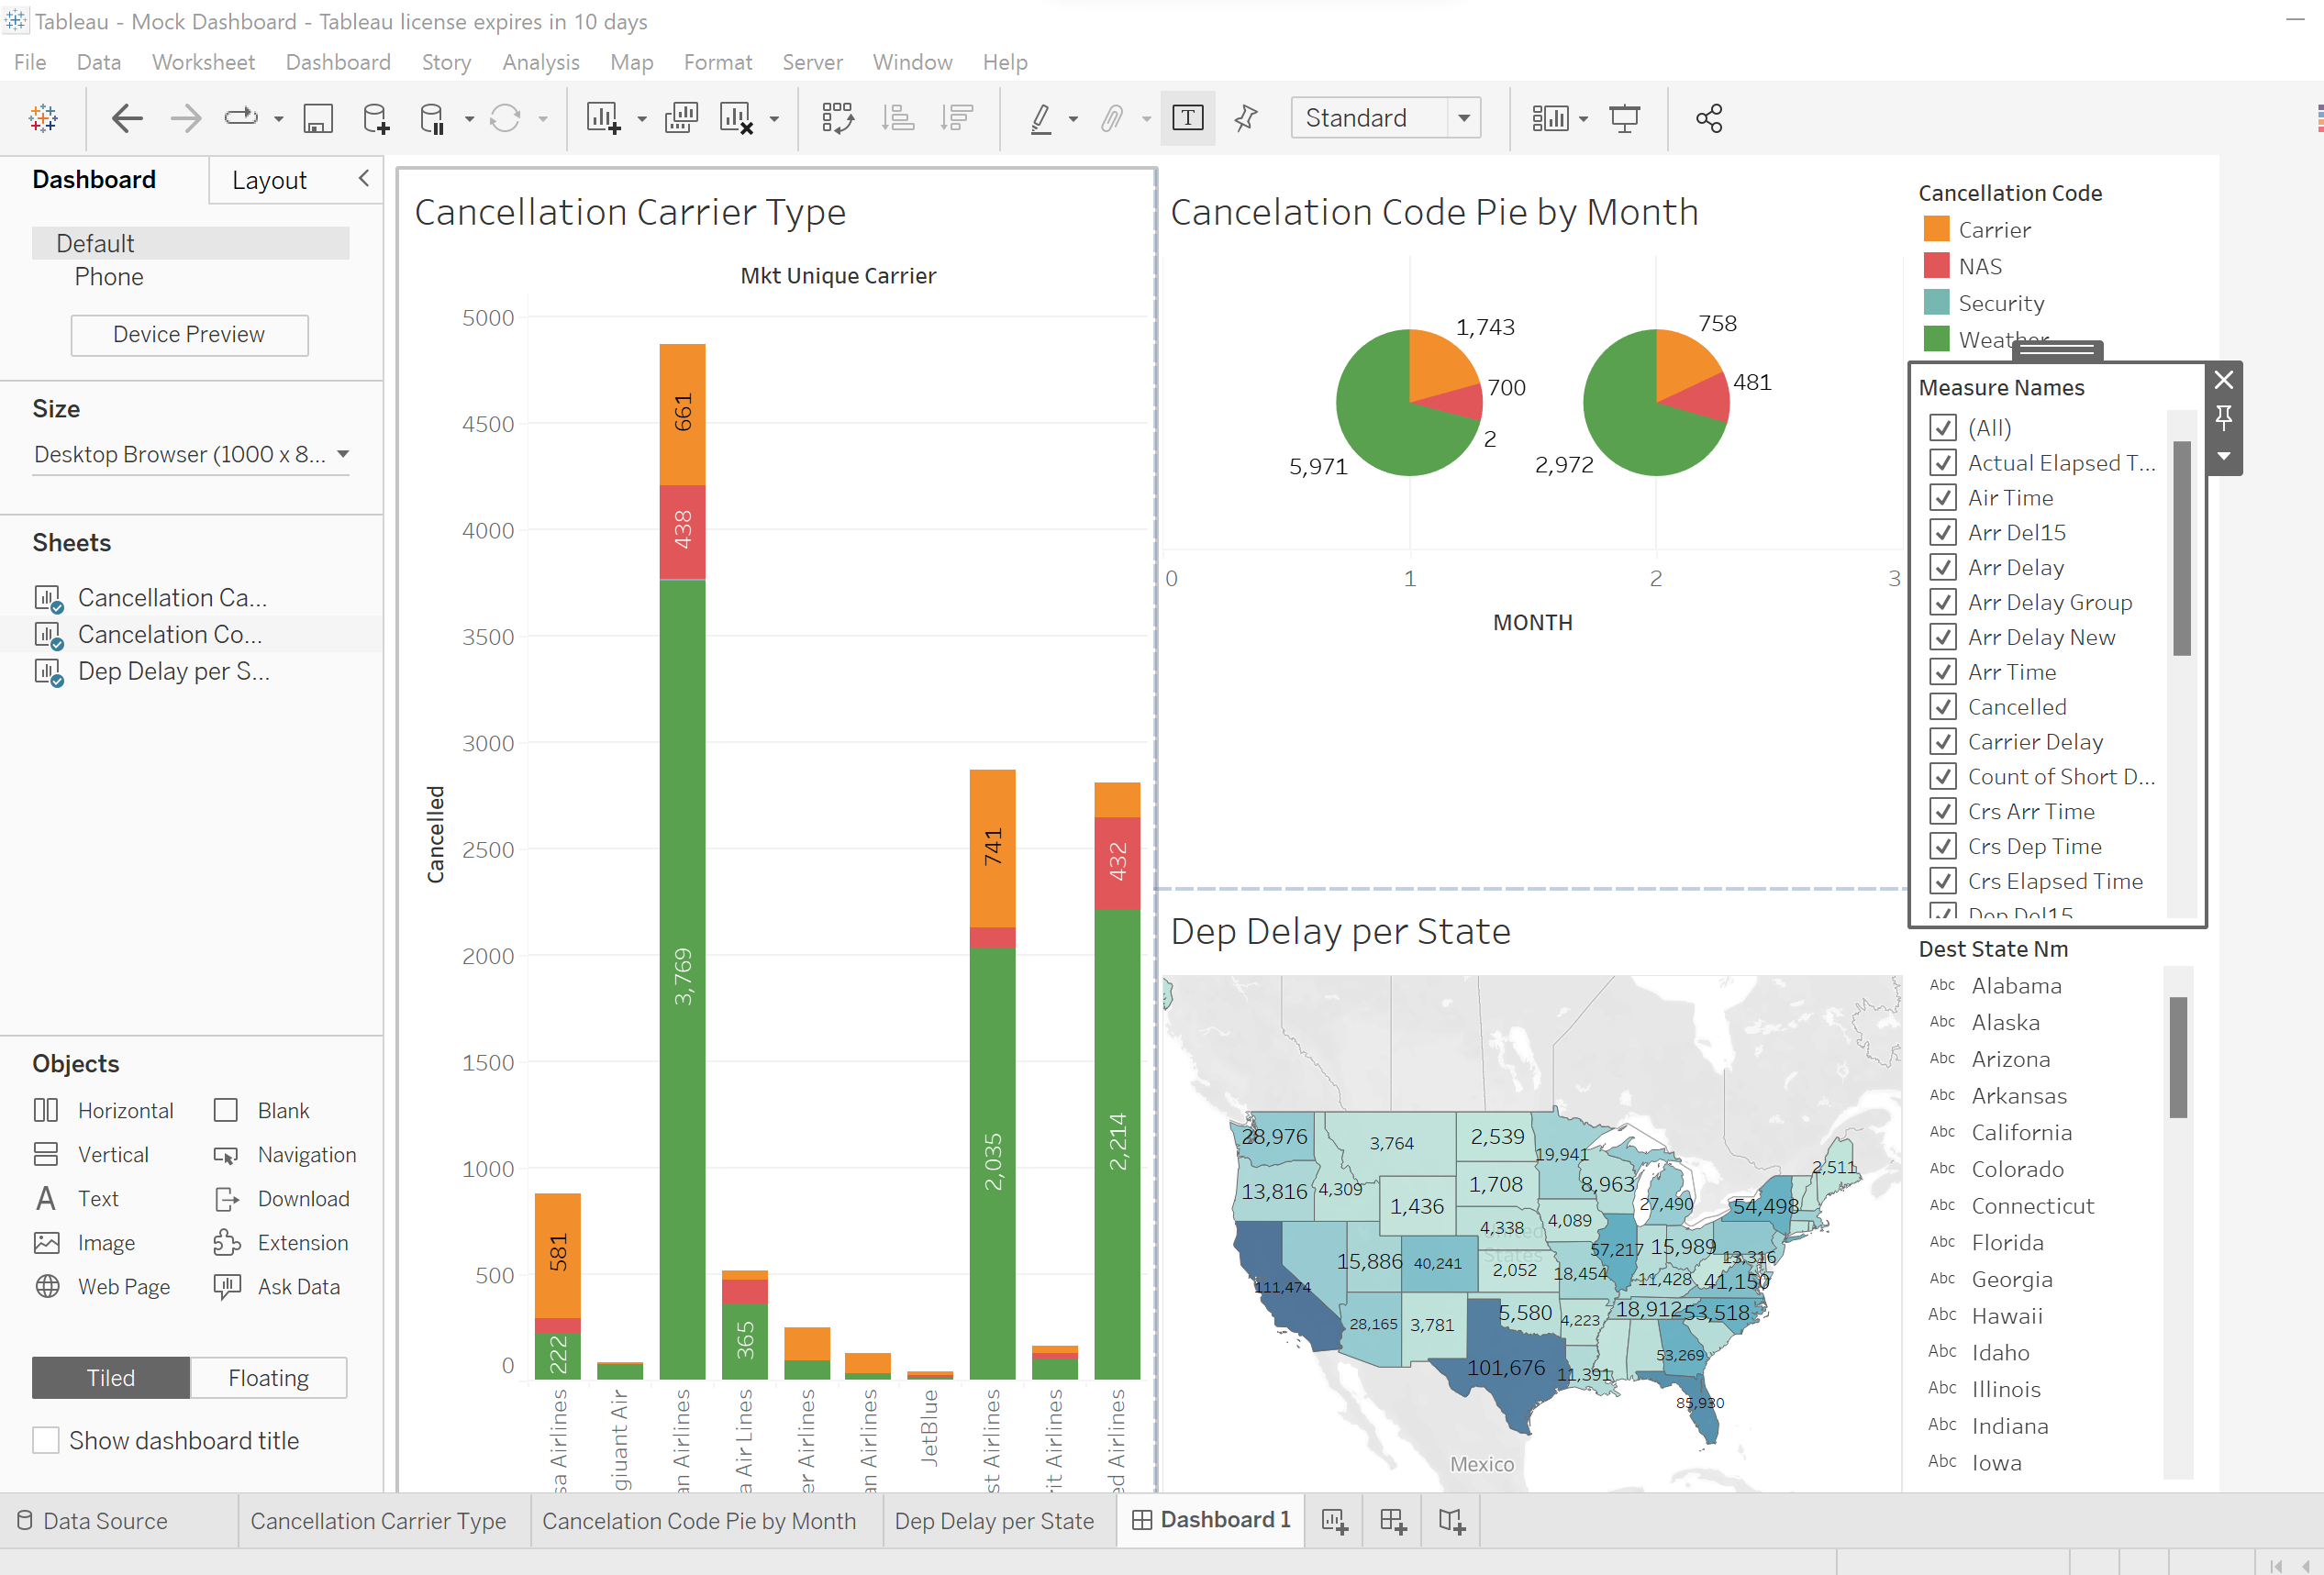 Tableau - Mock Dashboard - Tableau license expires in 10 days
File Data Worksheet Dashboard Story Analysis Map Format Server Window Help
T Standard
Dashboard Layout
Default
Phone
Device Preview
Size
Desktop Browser (1000 x 8...
Sheets
Cancellation Ca...
Cancelation Co...
Dep Delay per S...
Objects
Horizontal Blank
Vertical Navigation
A Text Download
Image Extension
Web Page Ask Data
Tiled Floating
Show dashboard title
Cancellation Carrier Type
Mkt Unique Carrier
Cancelled
5000
4500
4000
3500
3000
2500
2000
1500
1000
500
0
581
222
661
438
3,769
365
741
2,035
432
2,214
sa Airlines
giuant Air
an Airlines
a Air Lines
er Airlines
an Airlines
JetBlue
st Airlines
rit Airlines
ed Airlines
Cancelation Code Pie by Month
1,743
700
2
5,971
758
481
2,972
0 1 2 3
MONTH
Dep Delay per State
28,976
3,764
2,539
19,941
2,511
13,816
4,309
1,436
1,708
8,963
27,490
54,498
4,338
4,089
15,886
40,241
2,052
57,217
15,989
13,316
111,474
18,454
11,428
41,150
28,165
3,781
5,580
4,223
18,912
53,518
101,676
11,391
53,269
85,930
United
States
Mexico
Cancellation Code
Carrier
NAS
Security
Weather
Measure Names
(All)
Actual Elapsed T...
Air Time
Arr Del15
Arr Delay
Arr Delay Group
Arr Delay New
Arr Time
Cancelled
Carrier Delay
Count of Short D...
Crs Arr Time
Crs Dep Time
Crs Elapsed Time
Dep Del15
Dest State Nm
Abc Alabama
Abc Alaska
Abc Arizona
Abc Arkansas
Abc California
Abc Colorado
Abc Connecticut
Abc Florida
Abc Georgia
Abc Hawaii
Abc Idaho
Abc Illinois
Abc Indiana
Abc Iowa
Data Source Cancellation Carrier Type Cancelation Code Pie by Month Dep Delay per State Dashboard 1